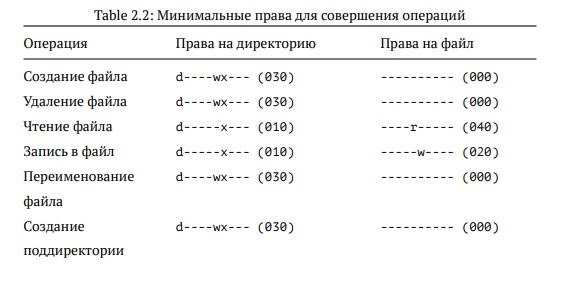 Table 2.2: Минимальные права для совершения операций
Операция Права на директорию Права на файл
Создание файла d----wx--- (030) ---------- (000)
Удаление файла d----wx--- (030) ---------- (000)
Чтение файла d-----x--- (010) ----r----- (040)
Запись в файл d-----x--- (010) -----w---- (020)
Переименование d----wx--- (030) ---------- (000)
файла
Создание d----wx--- (030) ---------- (000)
поддиректории